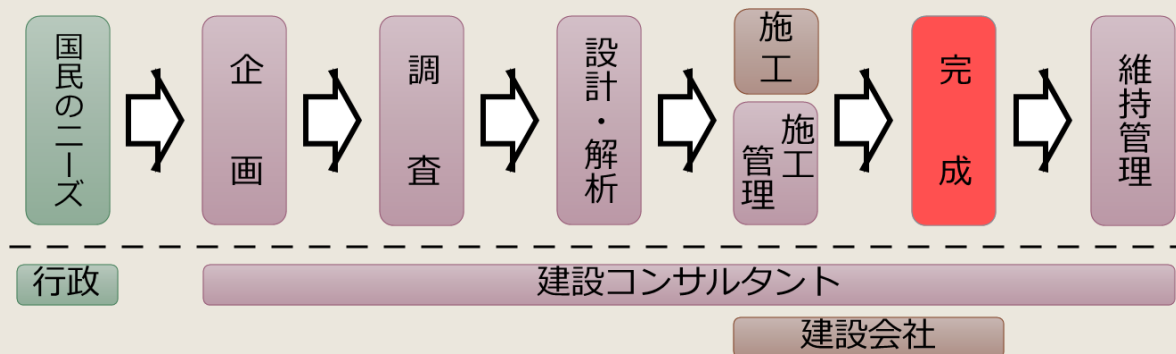 国民のニーズ
企画
調査
設計・解析
施工
施工
管理
完成
維持管理
行政
建設コンサルタント
建設会社